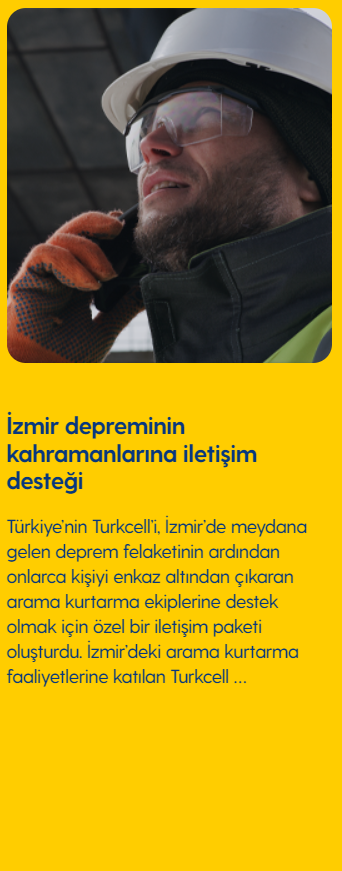 İzmir depreminin
kahramanlarına iletişim
desteği
Türkiye'nin Turkcell'i, İzmir'de meydana
gelen deprem felaketinin ardından
onlarca kişiyi enkaz altından çıkaran
arama kurtarma ekiplerine destek
olmak için özel bir iletişim paketi
oluşturdu. İzmir'deki arama kurtarma
faaliyetlerine katılan Turkcell ...